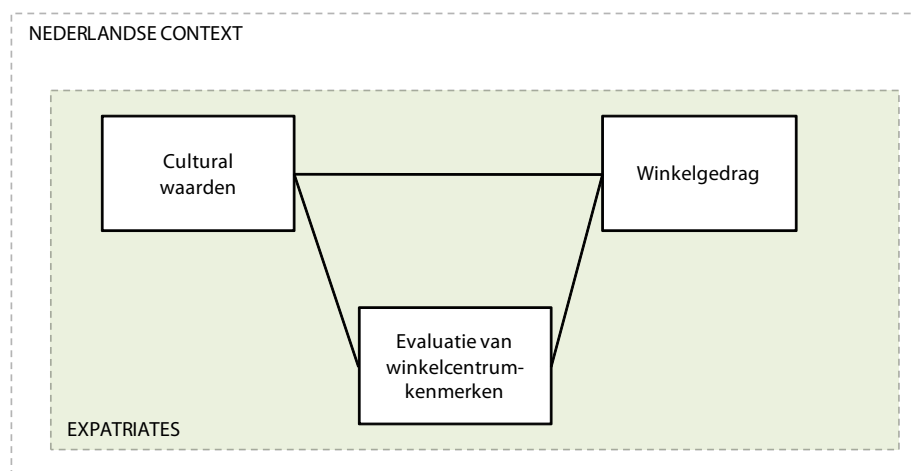 NEDERLANDSE CONTEXT
Cultural
waarden
Winkelgedrag
Evaluatie van
winkelcentrum-
kenmerken
EXPATRIATES